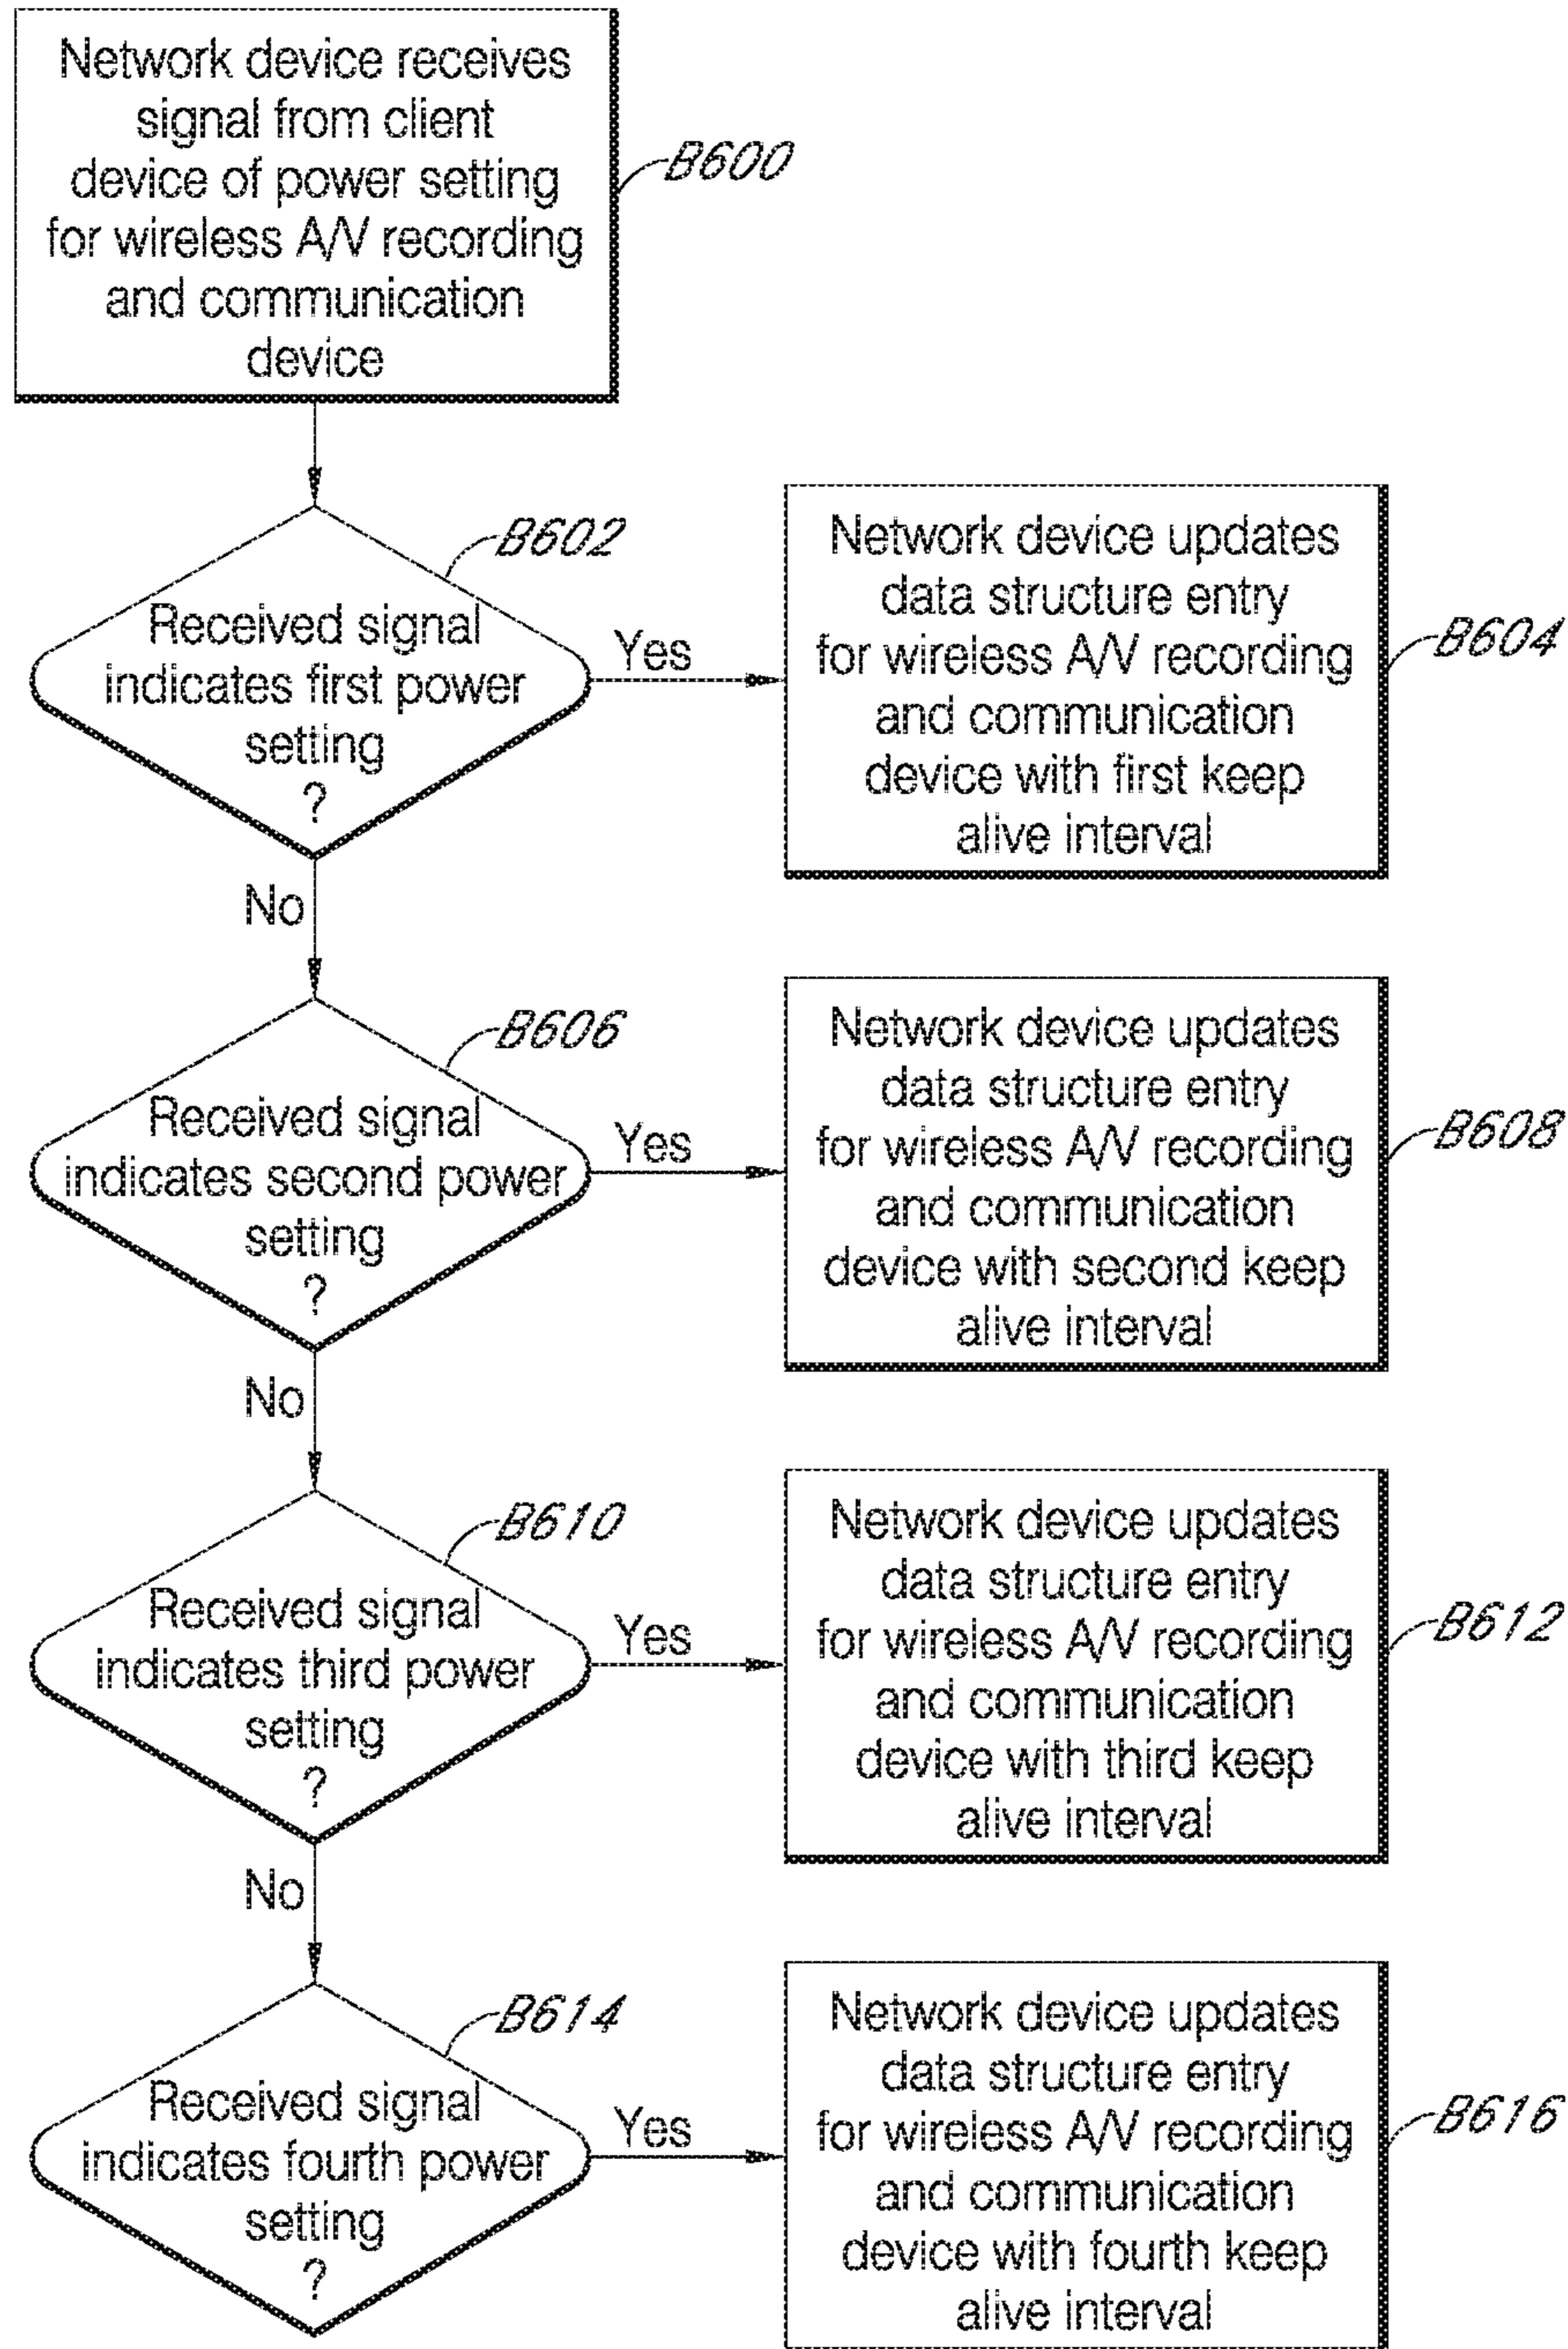 Network device receives
signal from client
device of power setting
for wireless A/V recording
and communication
device
B600
B602
Received signal
indicates first power
setting
?
Yes
No
Network device updates
data structure entry
for wireless A/V recording
and communication
device with first keep
alive interval
B604
B606
Received signal
indicates second power
setting
?
Yes
No
Network device updates
data structure entry
for wireless A/V recording
and communication
device with second keep
alive interval
B608
B610
Received signal
indicates third power
setting
?
Yes
No
Network device updates
data structure entry
for wireless A/V recording
and communication
device with third keep
alive interval
B612
B614
Received signal
indicates fourth power
setting
?
Yes
Network device updates
data structure entry
for wireless A/V recording
and communication
device with fourth keep
alive interval
B616